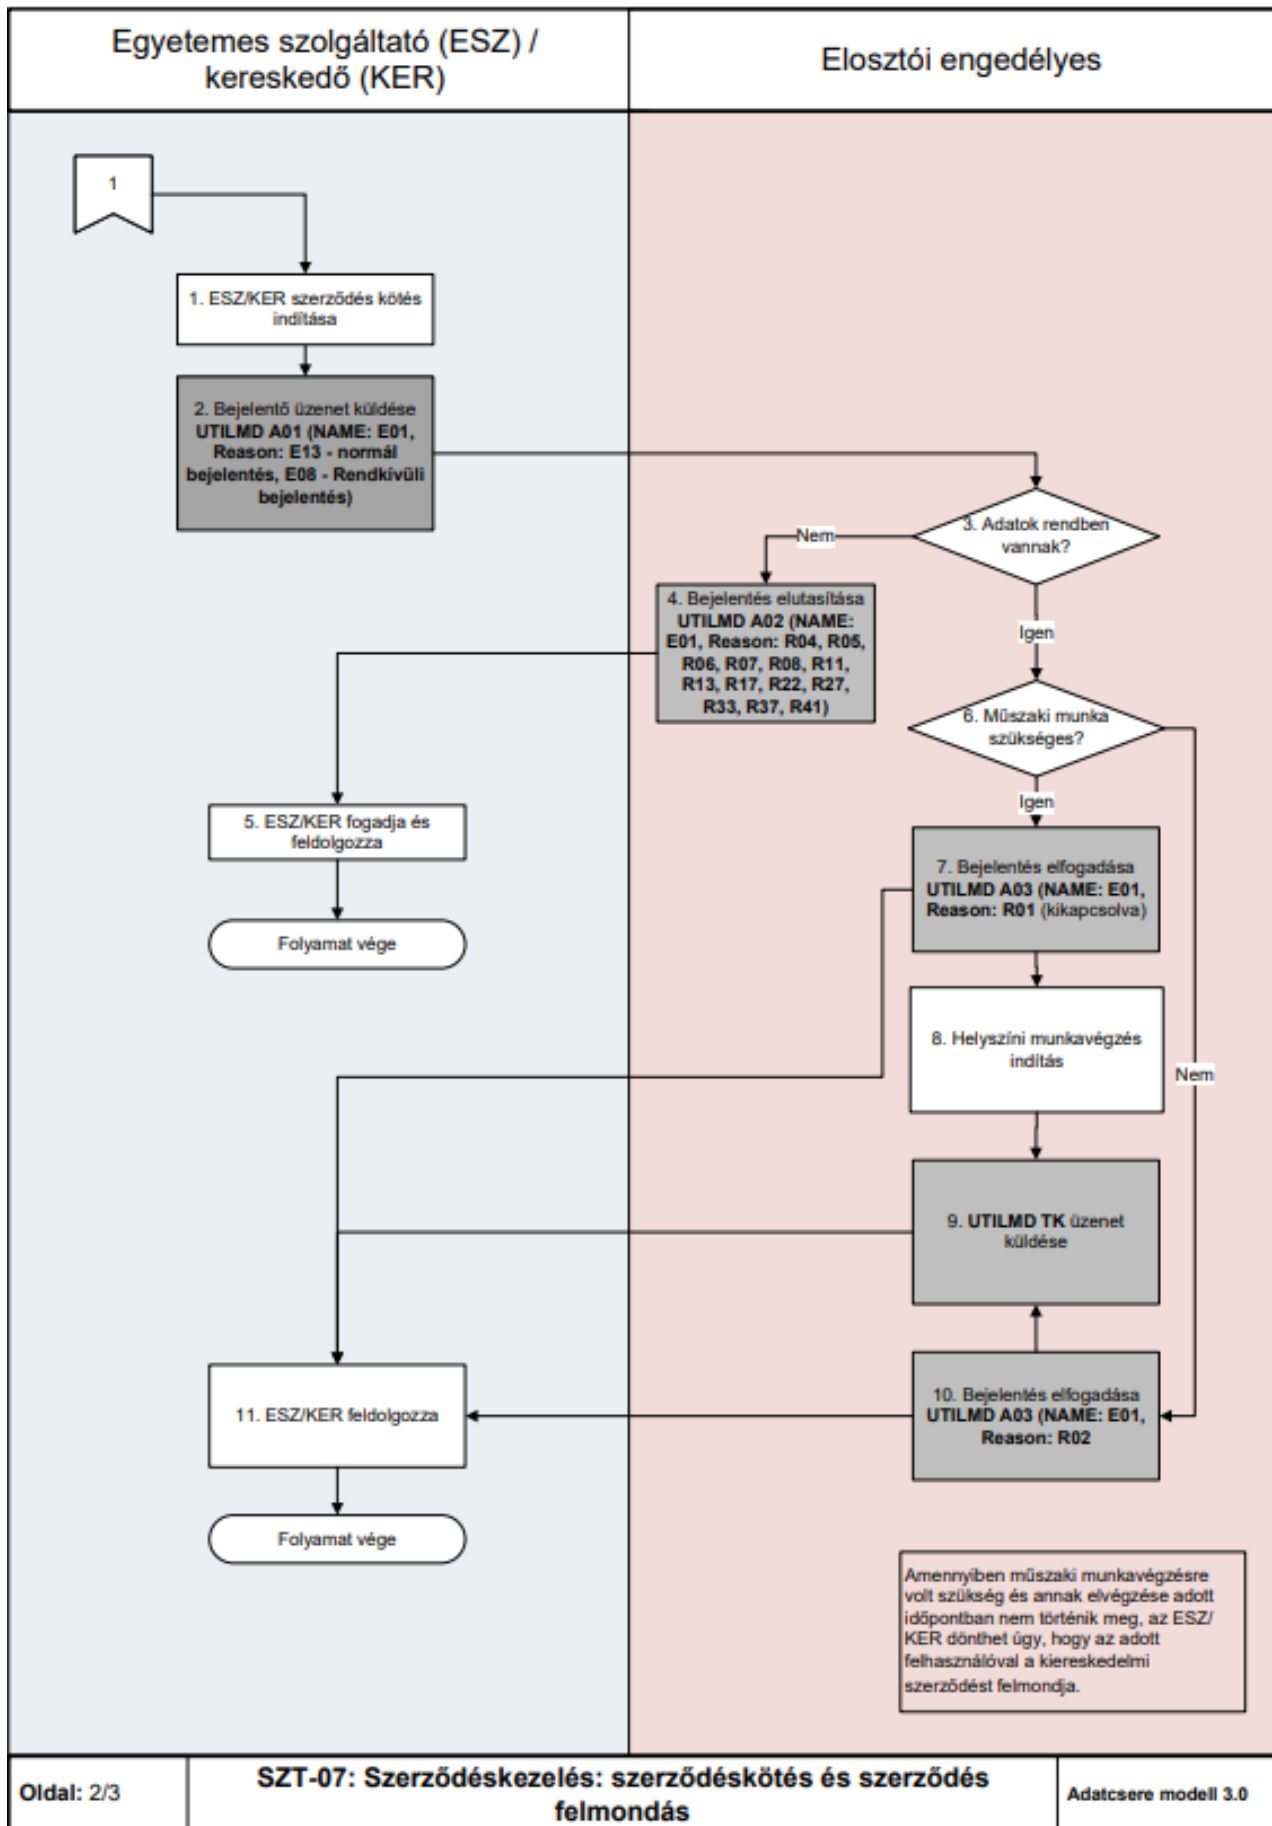 Egyetemes szolgáltató (ESZ) /
kereskedő (KER)
Elosztói engedélyes
1
1. ESZ/KER szerződés kötés
indítása
2. Bejelentő üzenet küldése
UTILMD A01 (NAME: E01,
Reason: E13 - normál
bejelentés, E08 - Rendkívüli
bejelentés)
3. Adatok rendben
vannak?
Nem
4. Bejelentés elutasítása
UTILMD A02 (NAME:
E01, Reason: R04, R05,
R06, R07, R08, R11,
R13, R17, R22, R27,
R33, R37, R41)
Igen
6. Műszaki munka
szükséges?
Igen
5. ESZ/KER fogadja és
feldolgozza
7. Bejelentés elfogadása
UTILMD A03 (NAME: E01,
Reason: R01 (kikapcsolva)
Folyamat vége
8. Helyszíni munkavégzés
indítás
Nem
9. UTILMD TK üzenet
küldése
11. ESZ/KER feldolgozza
10. Bejelentés elfogadása
UTILMD A03 (NAME: E01,
Reason: R02
Folyamat vége
Amennyiben műszaki munkavégzésre
volt szükség és annak elvégzése adott
időpontban nem történik meg, az ESZ/
KER dönthet úgy, hogy az adott
felhasználóval a kiereskedelmi
szerződést felmondja.
Oldal: 2/3
SZT-07: Szerződéskezelés: szerződéskötés és szerződés
felmondás
Adatcsere modell 3.0